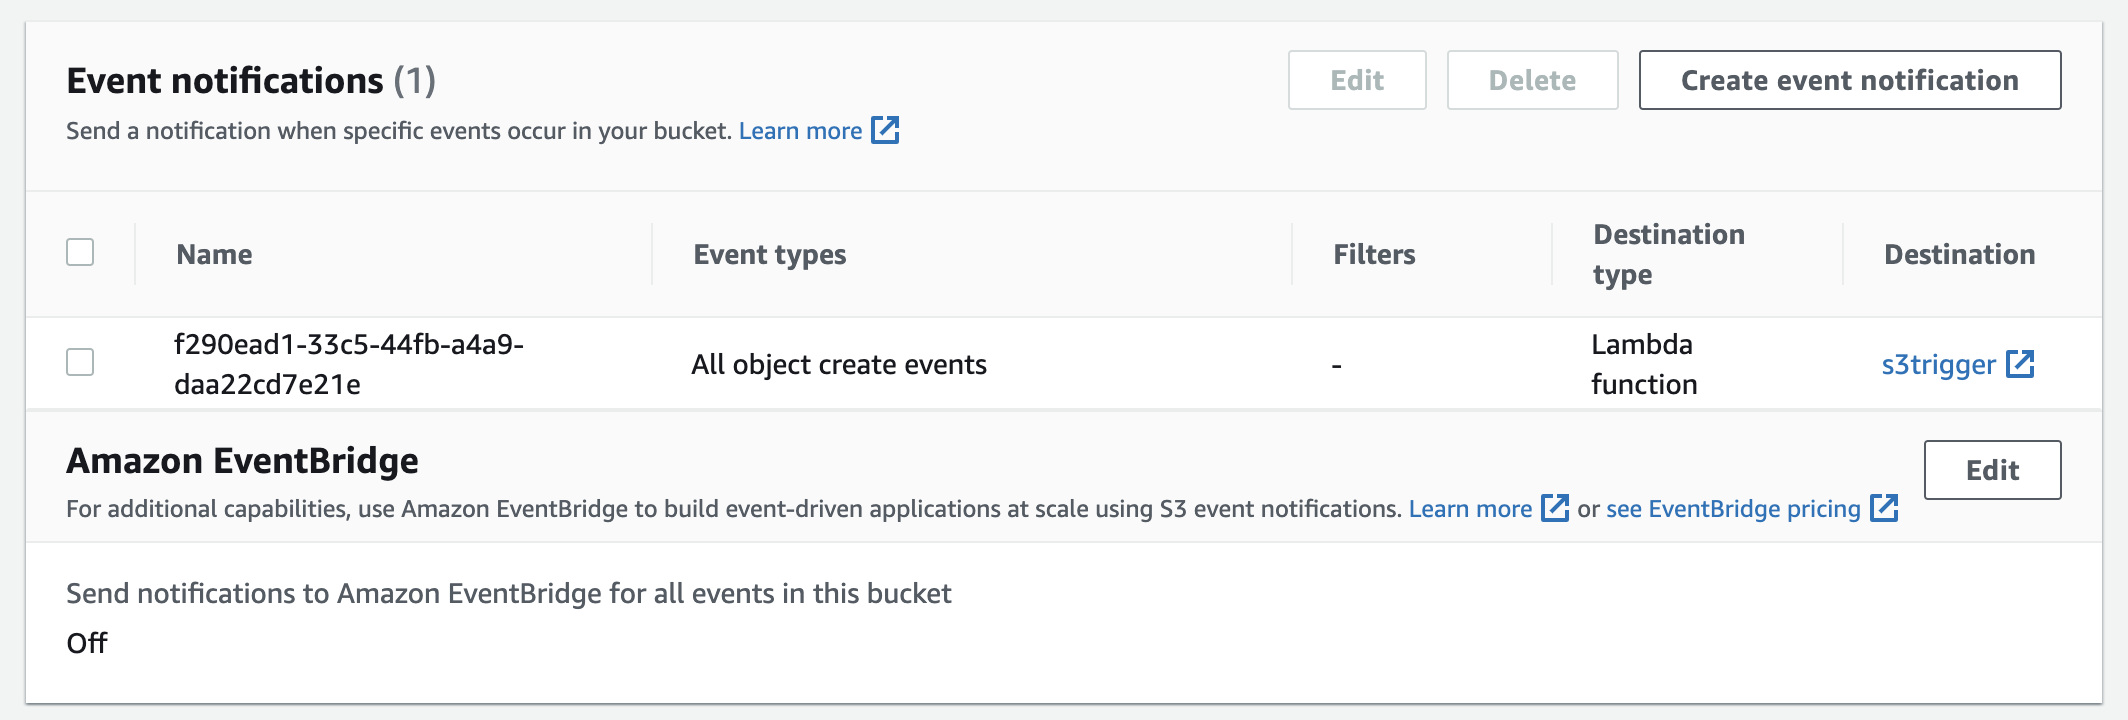 Event notifications (1)
Edit
Delete
Create event notification
Send a notification when specific events occur in your bucket. Learn more
Name
Event types
Filters
Destination
type
Destination
f290ead1-33c5-44fb-a4a9-
daa22cd7e21e
All object create events
-
Lambda
function
s3trigger
Amazon EventBridge
Edit
For additional capabilities, use Amazon EventBridge to build event-driven applications at scale using S3 event notifications. Learn more or see EventBridge pricing
Send notifications to Amazon EventBridge for all events in this bucket
Off